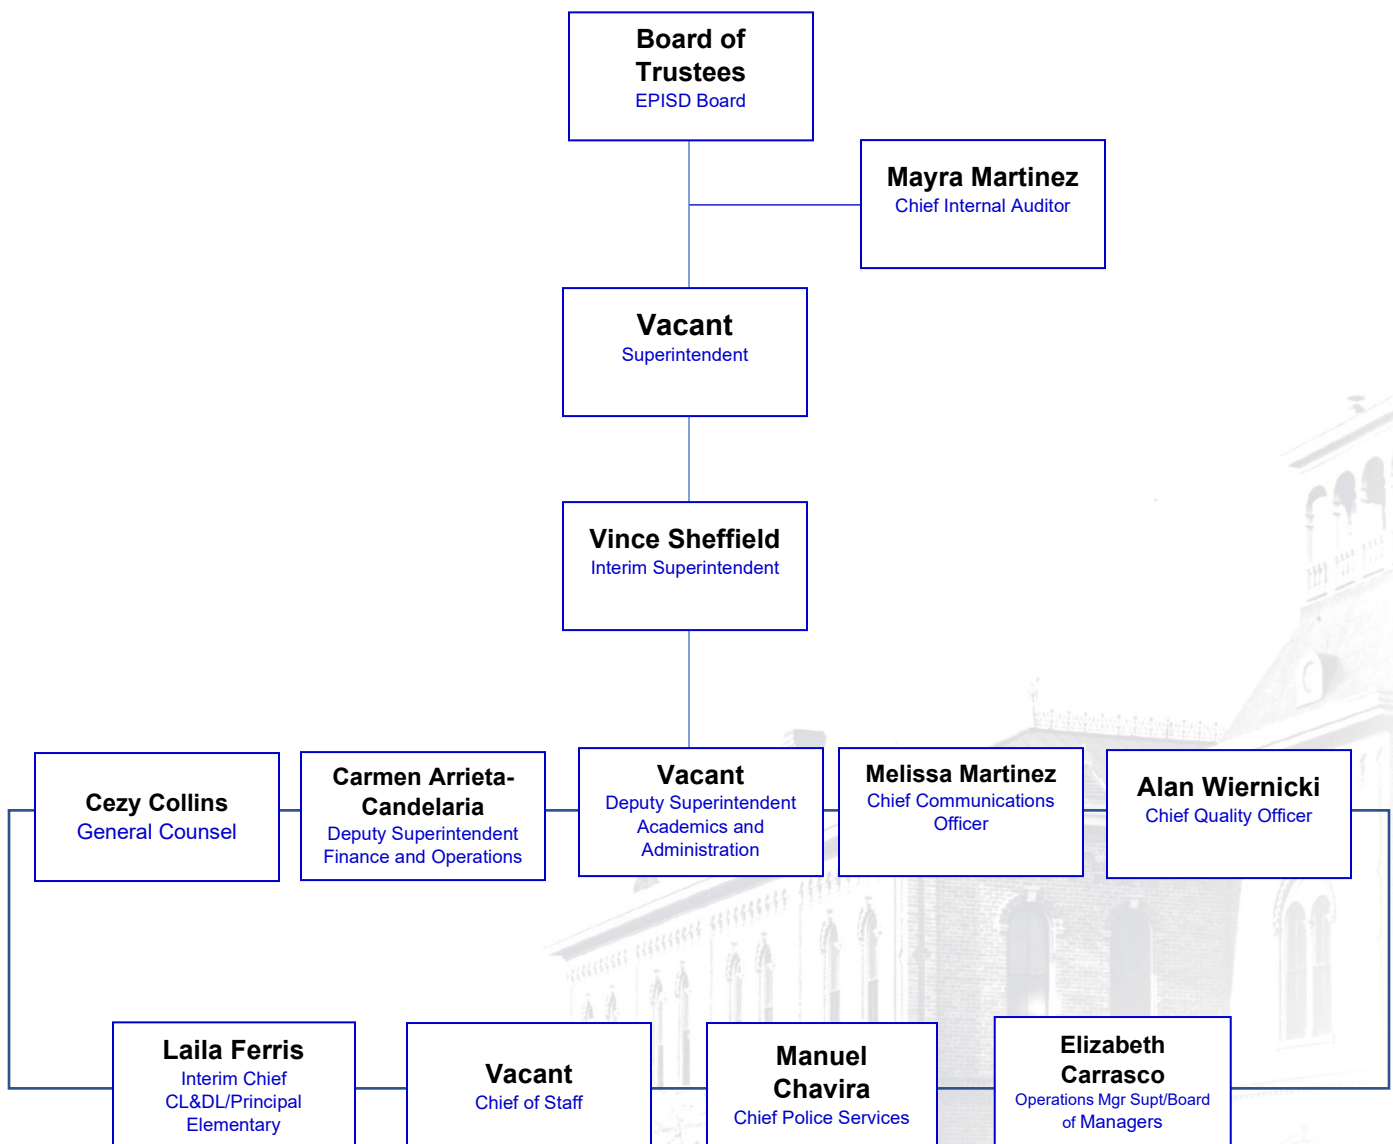 Board of
Trustees
EPISD Board
Mayra Martinez
Chief Internal Auditor
Vacant
Superintendent
Vince Sheffield
Interim Superintendent
Cezy Collins
General Counsel
Carmen Arrieta-
Candelaria
Deputy Superintendent
Finance and Operations
Vacant
Deputy Superintendent
Academics and
Administration
Melissa Martinez
Chief Communications
Officer
Alan Wiernicki
Chief Quality Officer
Laila Ferris
Interim Chief
CL&DL/Principal
Elementary
Vacant
Chief of Staff
Manuel
Chavira
Chief Police Services
Elizabeth
Carrasco
Operations Mgr Supt/Board
of Managers